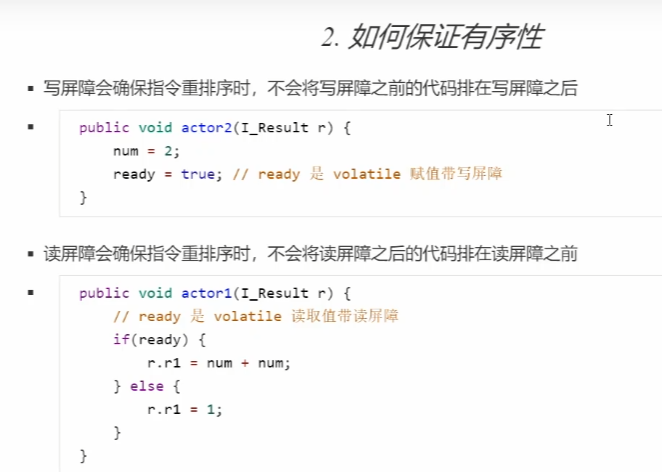 2. 如何保证有序性
▪ 写屏障会确保指令重排序时，不会将写屏障之前的代码排在写屏障之后
▪ public void actor2(I_Result r) {
num = 2;
ready = true; // ready 是 volatile 赋值带写屏障
}
▪ 读屏障会确保指令重排序时，不会将读屏障之后的代码排在读屏障之前
▪ public void actor1(I_Result r) {
// ready 是 volatile 读取值带读屏障
if(ready) {
r.r1 = num + num;
} else {
r.r1 = 1;
}
}